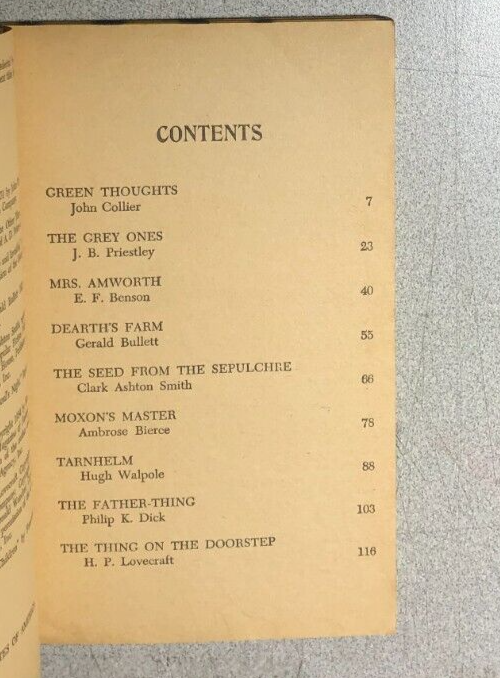 CONTENTS
GREEN THOUGHTS
John Collier 7
THE GREY ONES
J. B. Priestley 23
MRS. AMWORTH
E. F. Benson 40
DEARTH'S FARM
Gerald Bullett 55
THE SEED FROM THE SEPULCHRE
Clark Ashton Smith 66
MOXON'S MASTER
Ambrose Bierce 78
TARNHELM
Hugh Walpole 88
THE FATHER-THING
Philip K. Dick 103
THE THING ON THE DOORSTEP
H. P. Lovecraft 116